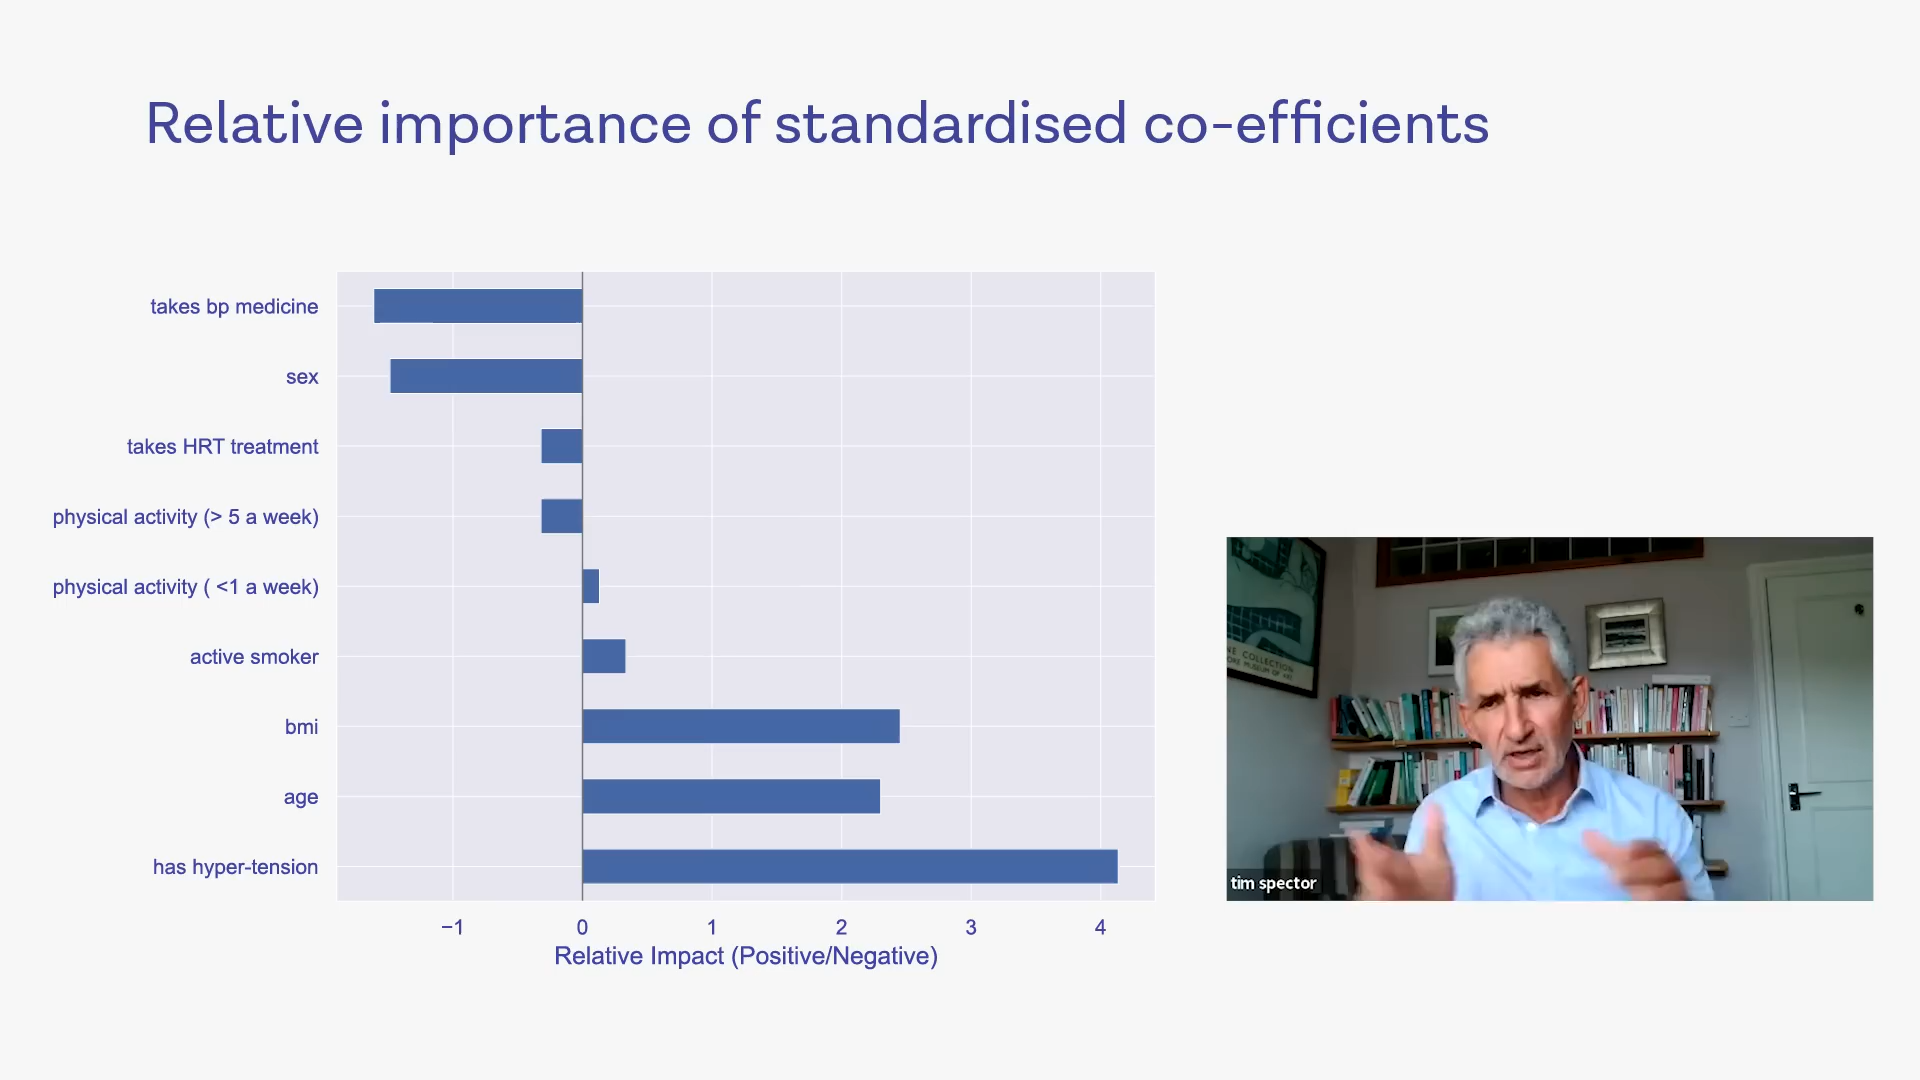 Relative importance of standardised co-efficients
takes bp medicine
sex
takes HRT treatment
physical activity (> 5 a week)
physical activity ( <1 a week)
active smoker
bmi
age
has hyper-tension
−1 0 1 2 3 4
Relative Impact (Positive/Negative)
NE COLLECTION
tim spector